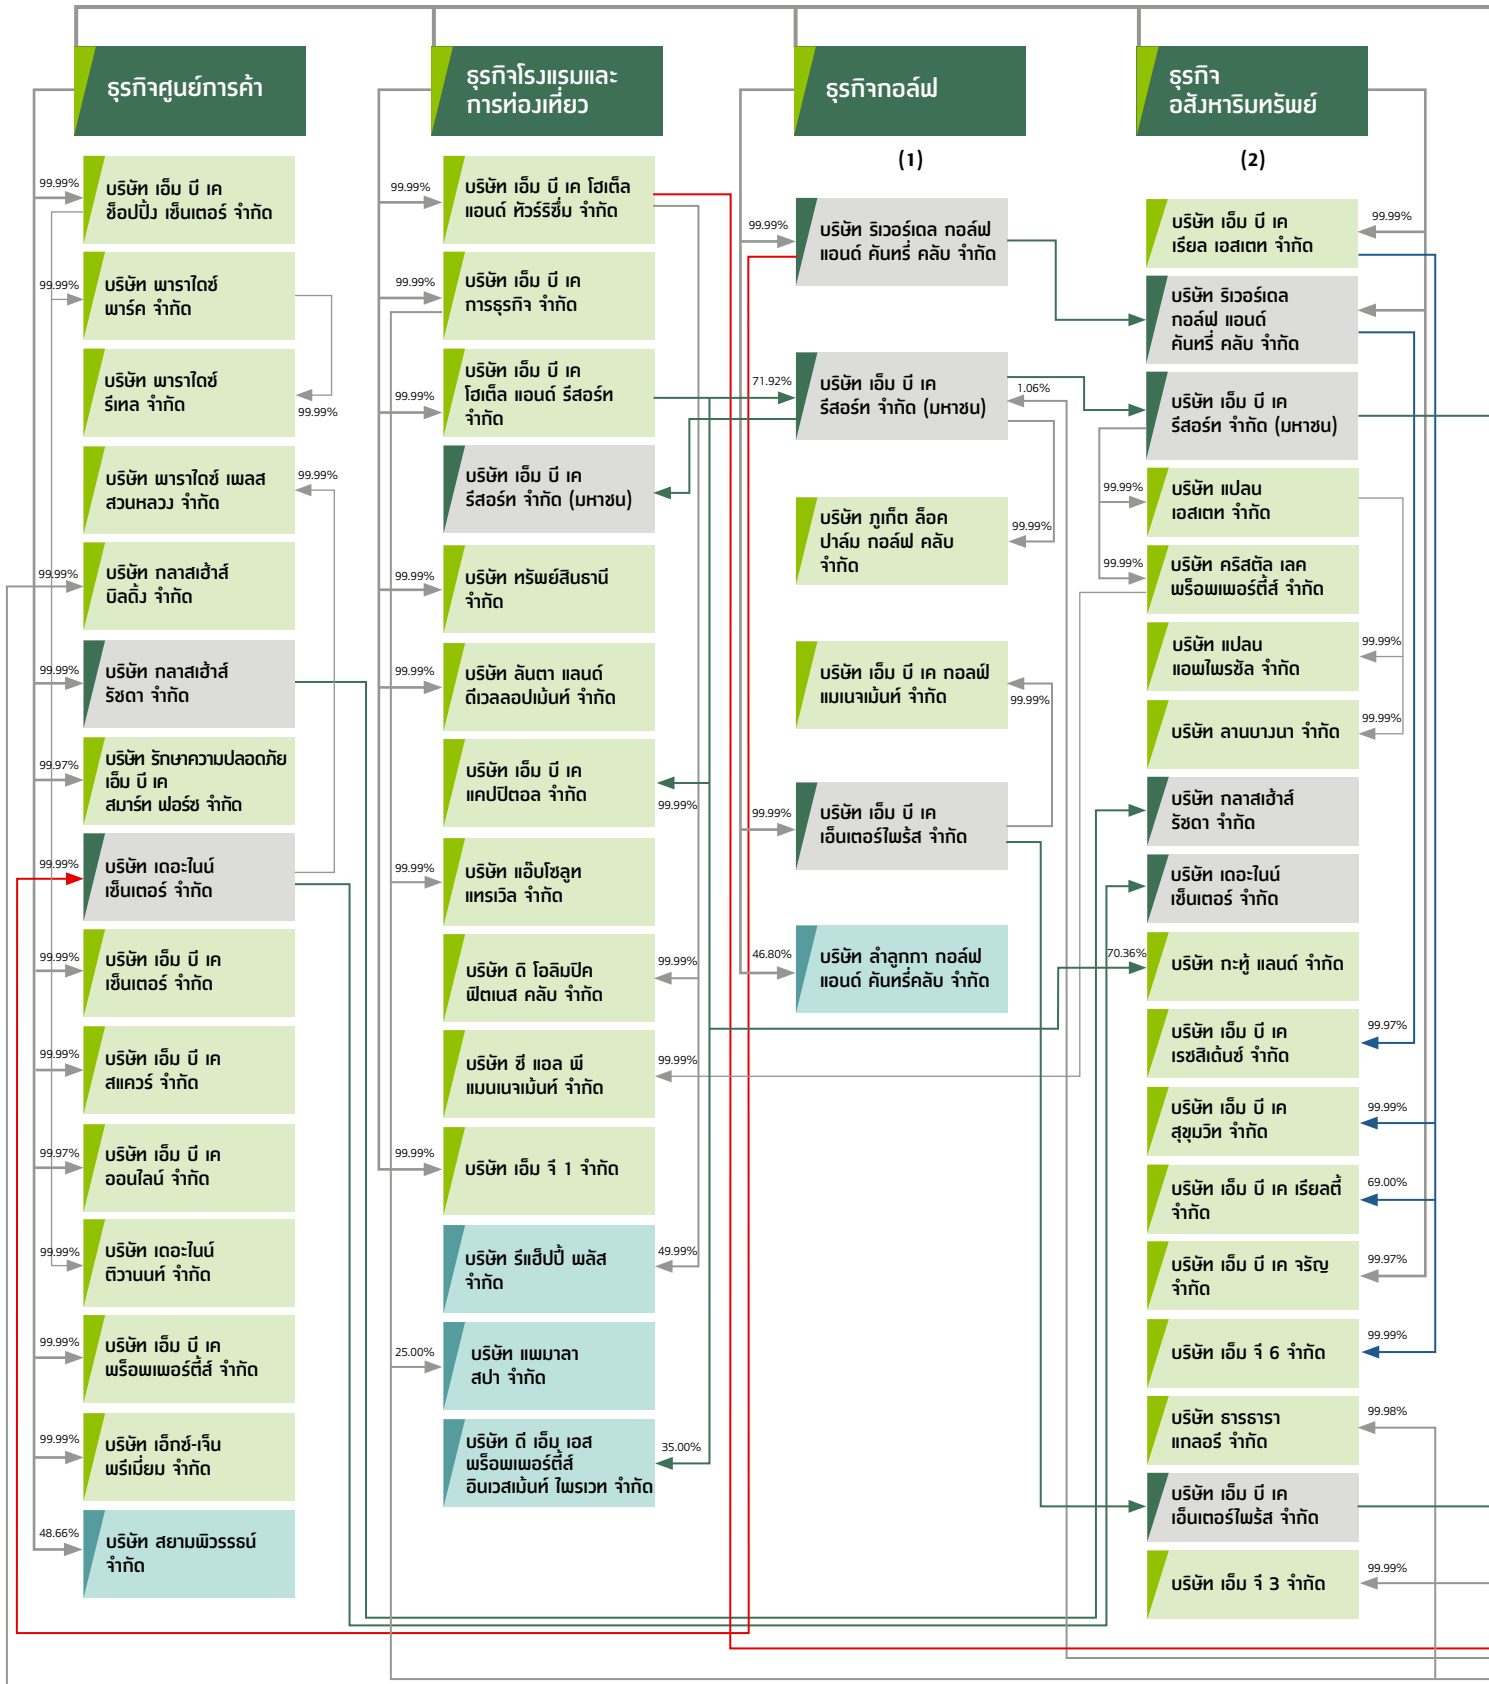 ธุรกิจศูนย์การค้า
99.99%
บริษัท เอ็ม บี เค
ช็อปปิ้ง เซ็นเตอร์ จำกัด
99.99%
บริษัท พาราไดซ์
พาร์ค จำกัด
บริษัท พาราไดซ์
รีเทล จำกัด
99.99%
บริษัท พาราไดซ์ เพลส
สวนหลวง จำกัด
99.99%
99.99%
บริษัท กลาสเฮ้าส์
บิลดิ้ง จำกัด
99.99%
บริษัท กลาสเฮ้าส์
รัชดา จำกัด
99.97%
บริษัท รักษาความปลอดภัย
เอ็ม บี เค
สมาร์ท ฟอร์ซ จำกัด
99.99%
บริษัท เดอะไนน์
เซ็นเตอร์ จำกัด
99.99%
บริษัท เอ็ม บี เค
เซ็นเตอร์ จำกัด
99.99%
บริษัท เอ็ม บี เค
สแควร์ จำกัด
99.97%
บริษัท เอ็ม บี เค
ออนไลน์ จำกัด
99.99%
บริษัท เดอะไนน์
ติวานนท์ จำกัด
99.99%
บริษัท เอ็ม บี เค
พร็อพเพอร์ตี้ส์ จำกัด
99.99%
บริษัท เอ็กซ์-เจ็น
พรีเมี่ยม จำกัด
48.66%
บริษัท สยามพิวรรธน์
จำกัด
ธุรกิจโรงแรมและ
การท่องเที่ยว
99.99%
บริษัท เอ็ม บี เค โฮเต็ล
แอนด์ ทัวร์ริซึ่ม จำกัด
99.99%
บริษัท เอ็ม บี เค
การธุรกิจ จำกัด
99.99%
บริษัท เอ็ม บี เค
โฮเต็ล แอนด์ รีสอร์ท
จำกัด
บริษัท เอ็ม บี เค
รีสอร์ท จำกัด (มหาชน)
99.99%
บริษัท ทรัพย์สินธานี
จำกัด
99.99%
บริษัท ลันตา แลนด์
ดีเวลลอปเม้นท์ จำกัด
บริษัท เอ็ม บี เค
แคปปิตอล จำกัด
99.99%
99.99%
บริษัท แอ๊บโซลูท
แทรเวิล จำกัด
บริษัท ดิ โอลิมปิค
ฟิตเนส คลับ จำกัด
99.99%
บริษัท ซี แอล พี
แมนเนจเม้นท์ จำกัด
99.99%
99.99%
บริษัท เอ็ม จี 1 จำกัด
บริษัท รีแฮ็ปปี้ พลัส
จำกัด
49.99%
25.00%
บริษัท แพมาลา
สปา จำกัด
บริษัท ดี เอ็ม เอส
พร็อพเพอร์ตี้ส์
อินเวสเม้นท์ ไพรเวท จำกัด
35.00%
ธุรกิจกอล์ฟ
(1)
99.99%
บริษัท ริเวอร์เดล กอล์ฟ
แอนด์ คันทรี่ คลับ จำกัด
71.92%
บริษัท เอ็ม บี เค
รีสอร์ท จำกัด (มหาชน)
1.06%
บริษัท ภูเก็ต ล็อค
ปาล์ม กอล์ฟ คลับ
จำกัด
99.99%
บริษัท เอ็ม บี เค กอล์ฟ
แมเนจเม้นท์ จำกัด
99.99%
99.99%
บริษัท เอ็ม บี เค
เอ็นเตอร์ไพร้ส จำกัด
46.80%
บริษัท ลำลูกกา กอล์ฟ
แอนด์ คันทรี่คลับ จำกัด
ธุรกิจ
อสังหาริมทรัพย์
(2)
บริษัท เอ็ม บี เค
เรียล เอสเตท จำกัด
99.99%
บริษัท ริเวอร์เดล
กอล์ฟ แอนด์
คันทรี่ คลับ จำกัด
บริษัท เอ็ม บี เค
รีสอร์ท จำกัด (มหาชน)
99.99%
บริษัท แปลน
เอสเตท จำกัด
99.99%
บริษัท คริสตัล เลค
พร็อพเพอร์ตี้ส์ จำกัด
บริษัท แปลน
แอพไพรซัล จำกัด
99.99%
บริษัท ลานบางนา จำกัด
99.99%
บริษัท กลาสเฮ้าส์
รัชดา จำกัด
บริษัท เดอะไนน์
เซ็นเตอร์ จำกัด
70.36%
บริษัท กะทู้ แลนด์ จำกัด
บริษัท เอ็ม บี เค
เรซสิเด้นซ์ จำกัด
99.97%
บริษัท เอ็ม บี เค
สุขุมวิท จำกัด
99.99%
บริษัท เอ็ม บี เค เรียลตี้
จำกัด
69.00%
บริษัท เอ็ม บี เค จรัญ
จำกัด
99.97%
บริษัท เอ็ม จี 6 จำกัด
99.99%
บริษัท ธารธารา
แกลอรี จำกัด
99.98%
บริษัท เอ็ม บี เค
เอ็นเตอร์ไพร้ส จำกัด
บริษัท เอ็ม จี 3 จำกัด
99.99%